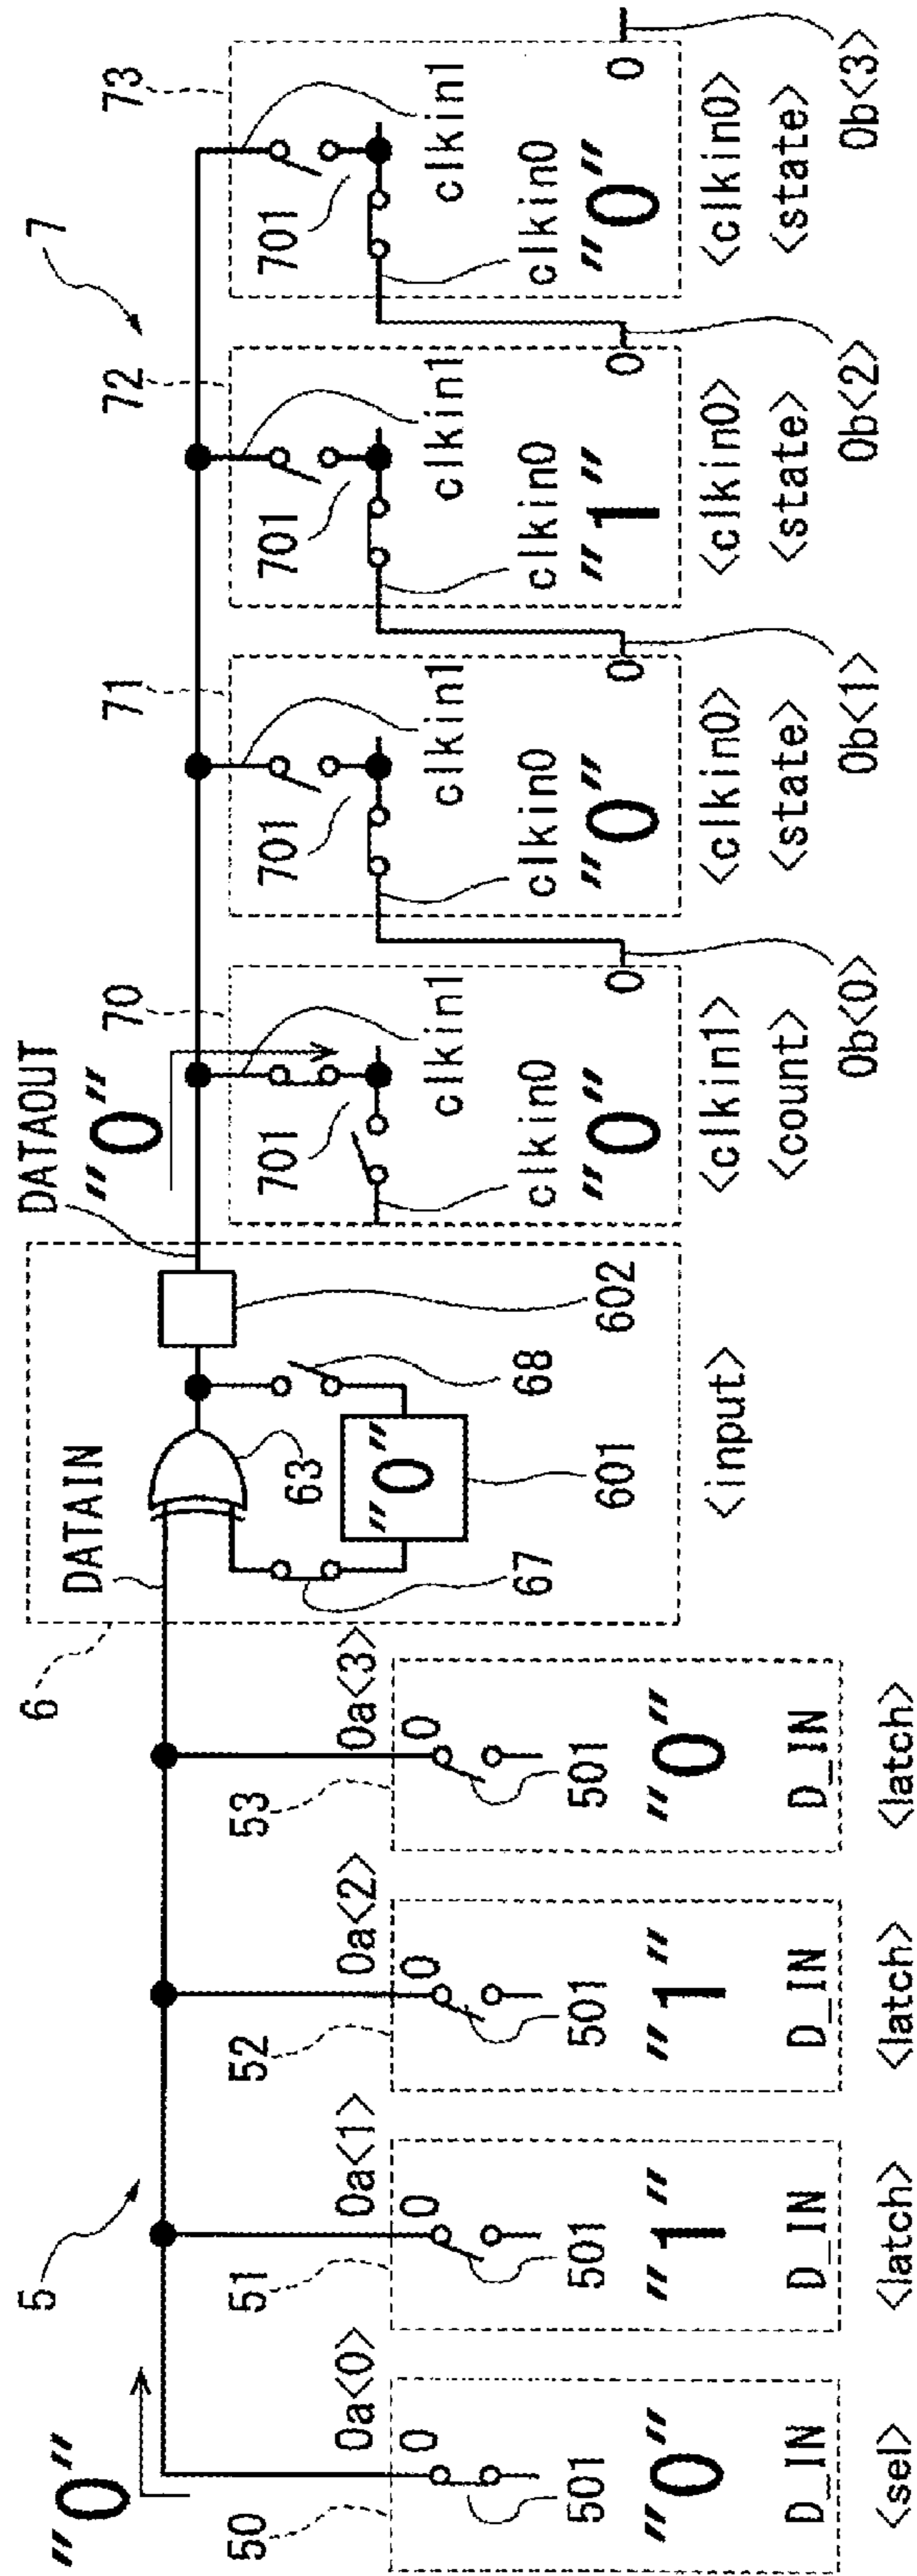 "0"
5
50
0a<0>
0
501
"0"
D_IN
<sel>
51
0a<1>
0
501
"1"
D_IN
<latch>
52
0a<2>
0
501
"1"
D_IN
<latch>
53
0a<3>
0
501
"0"
D_IN
<latch>
6
DATAIN
63
67
68
"0"
601
602
<input>
DATAOUT
"0"
7
70
701
clkin1
clkin0
"0"
0
<clkin1>
<count>
0b<0>
71
701
clkin1
clkin0
"0"
0
<clkin0>
<state>
0b<1>
72
701
clkin1
clkin0
"1"
0
<clkin0>
<state>
0b<2>
73
701
clkin1
clkin0
"0"
0
<clkin0>
<state>
0b<3>